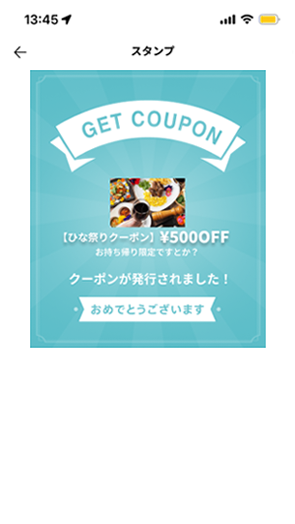 13:45
スタンプ
GET COUPON
【ひな祭りクーポン】¥500OFF
お持ち帰り限定ですとか？
クーポンが発行されました！
おめでとうございます